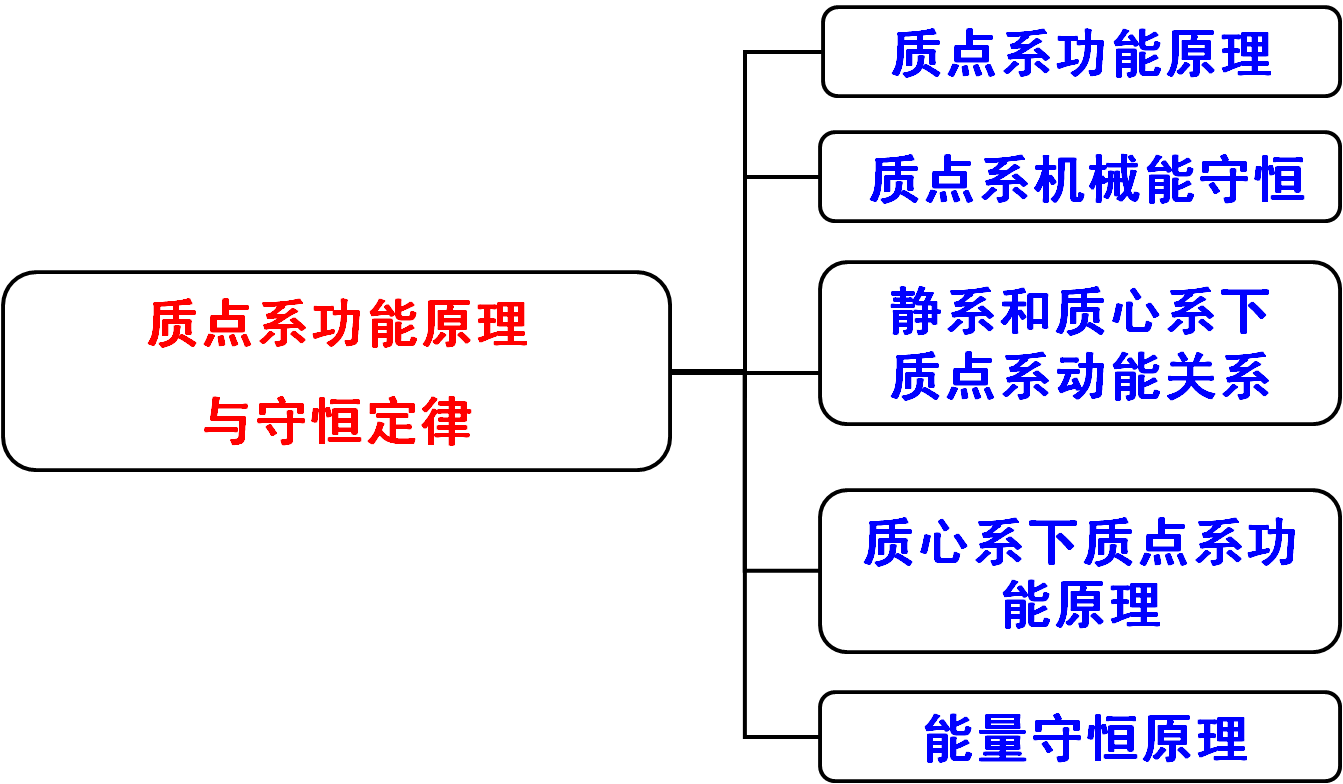 质点系功能原理
与守恒定律
质点系功能原理
质点系机械能守恒
静系和质心系下
质点系动能关系
质心系下质点系功
能原理
能量守恒原理